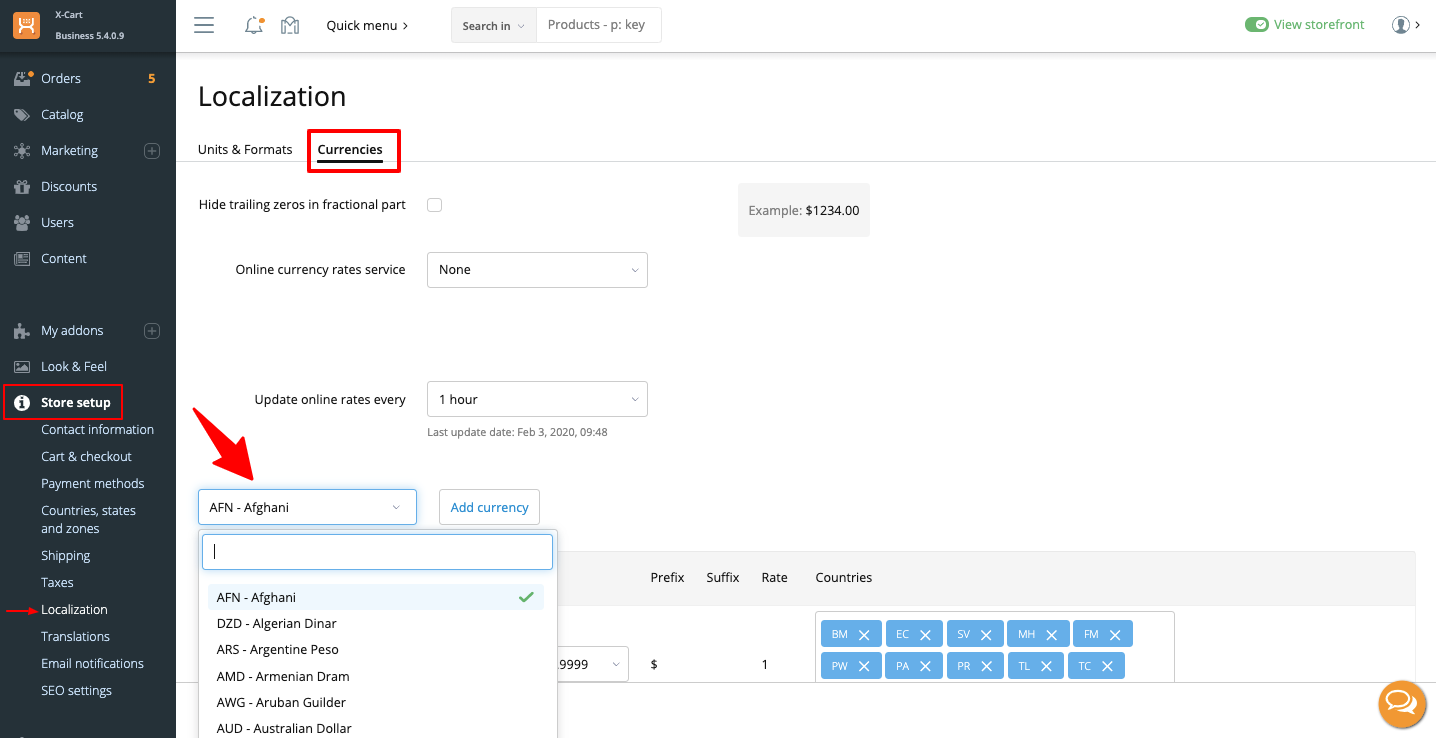 X-Cart
Business 5.4.0.9
Quick menu
Search in
Products - p: key
View storefront
Orders 5
Catalog
Marketing
Discounts
Users
Content
My addons
Look & Feel
Store setup
Contact information
Cart & checkout
Payment methods
Countries, states
and zones
Shipping
Taxes
Localization
Translations
Email notifications
SEO settings
Localization
Units & Formats
Currencies
Hide trailing zeros in fractional part
Example: $1234.00
Online currency rates service
None
Update online rates every
1 hour
Last update date: Feb 3, 2020, 09:48
AFN - Afghani
Add currency
AFN - Afghani
DZD - Algerian Dinar
ARS - Argentine Peso
AMD - Armenian Dram
AWG - Aruban Guilder
AUD - Australian Dollar
Prefix Suffix Rate Countries
.9999 $ 1
BM EC SV MH FM
PW PA PR TL TC